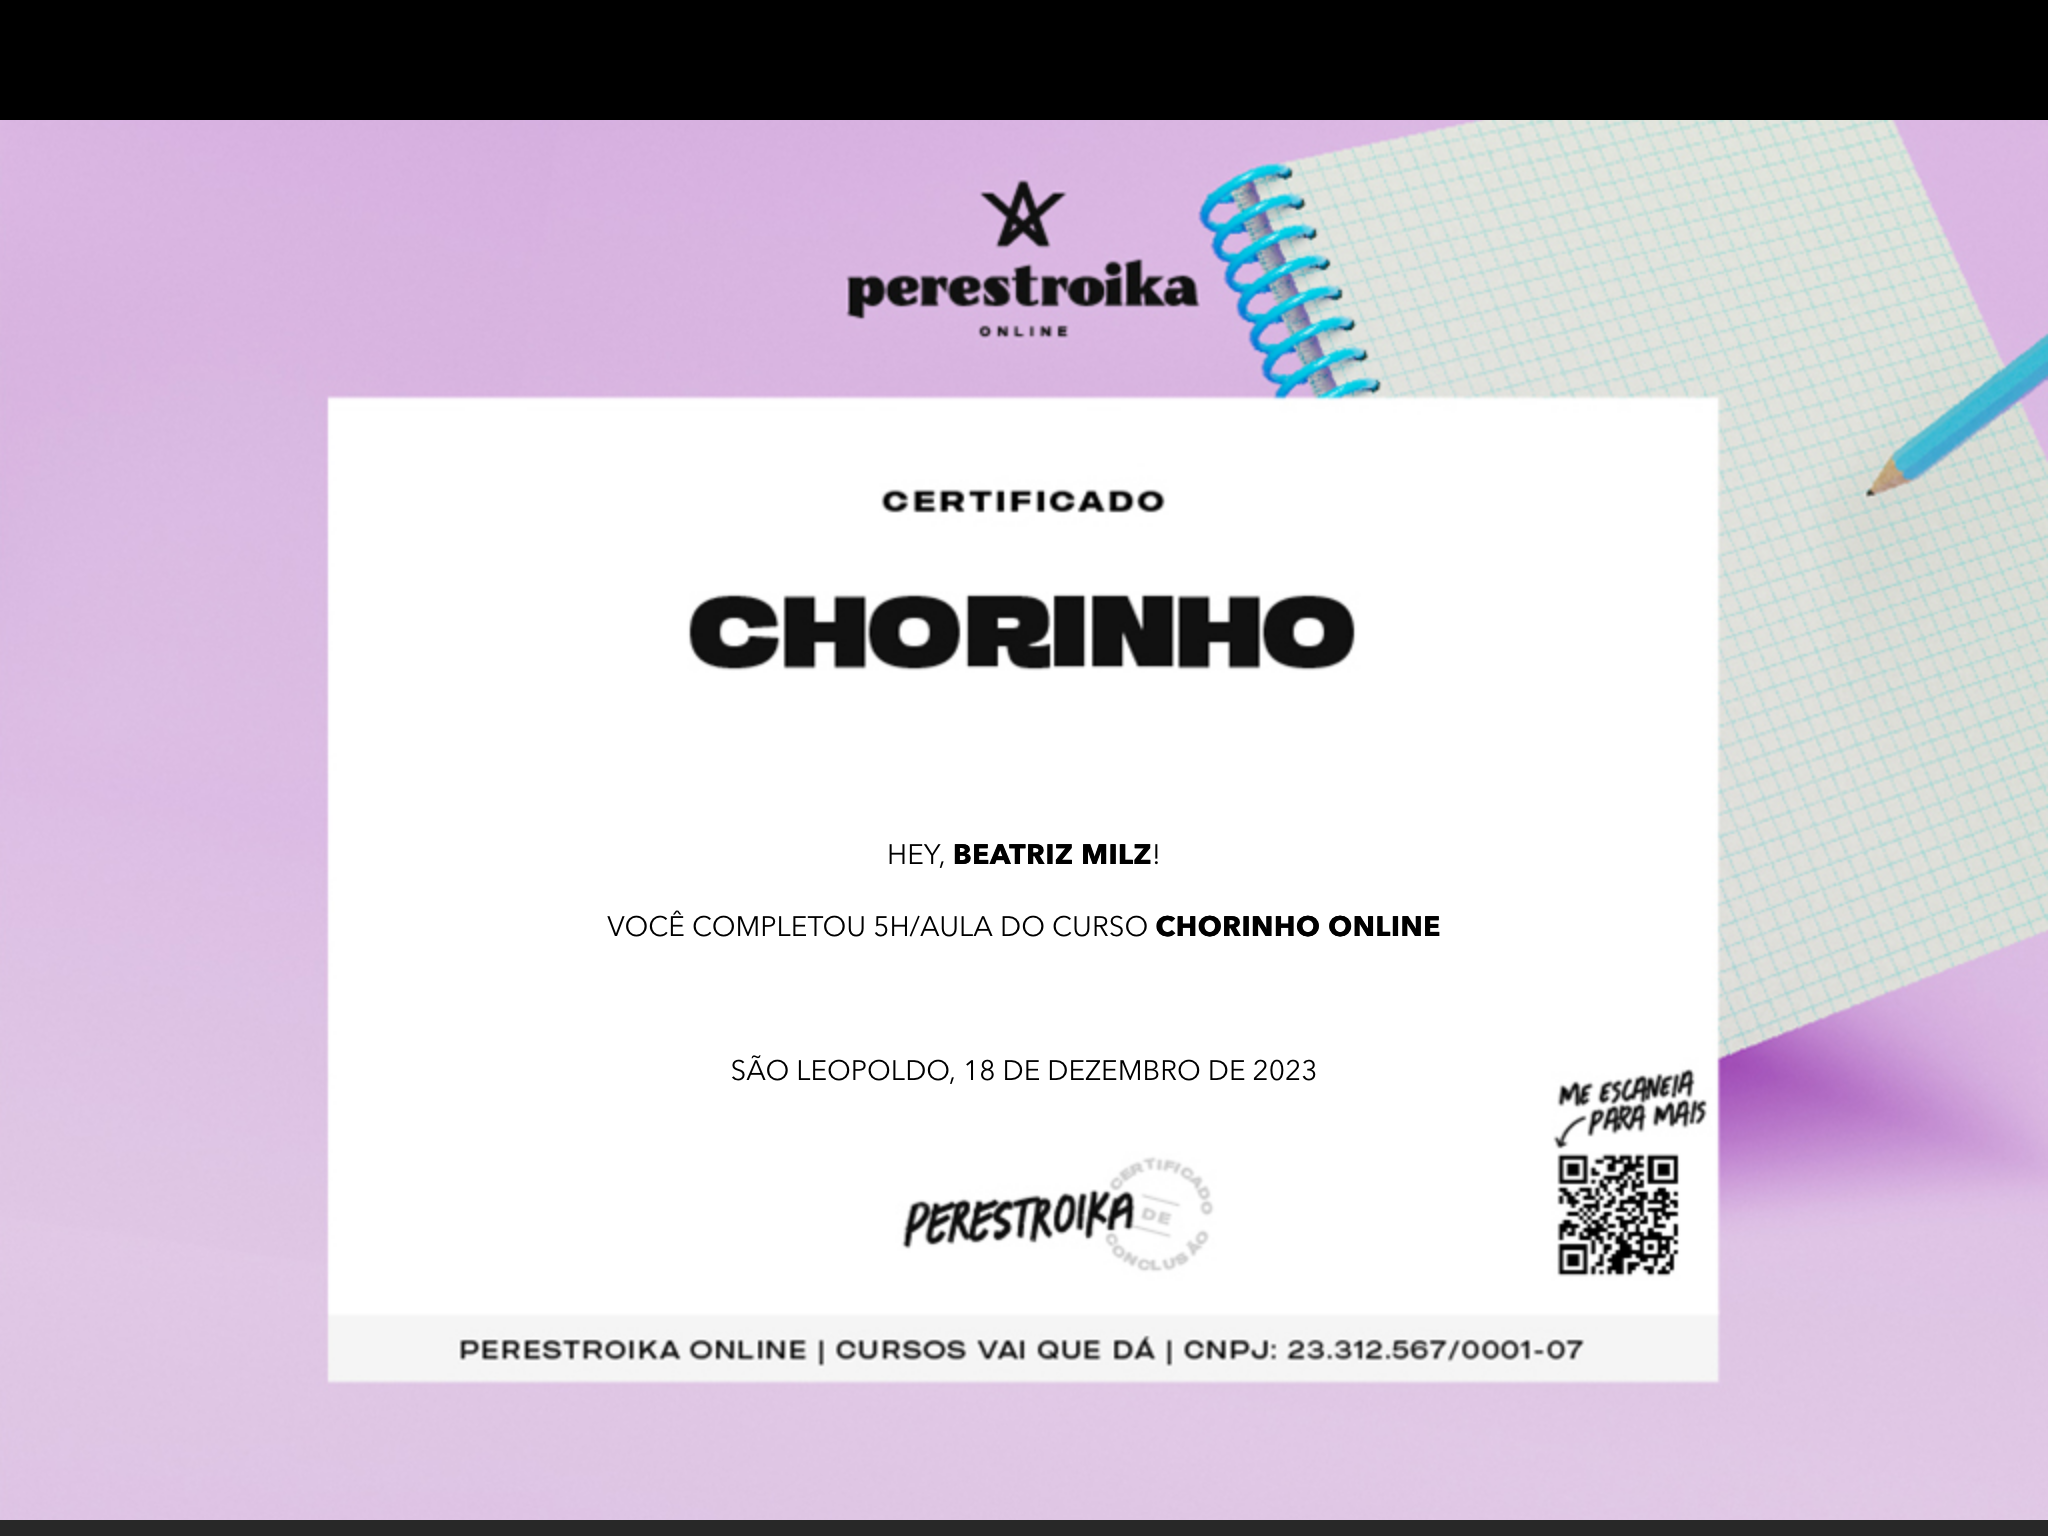 perestroika
ONLINE
CERTIFICADO
CHORINHO
HEY, BEATRIZ MILZ!
VOCÊ COMPLETOU 5H/AULA DO CURSO CHORINHO ONLINE
SÃO LEOPOLDO, 18 DE DEZEMBRO DE 2023
ME ESCANEIA
PARA MAIS
PERESTROIKA
CERTIFICADO
DE
CONCLUSÃO
PERESTROIKA ONLINE | CURSOS VAI QUE DÁ | CNPJ: 23.312.567/0001-07